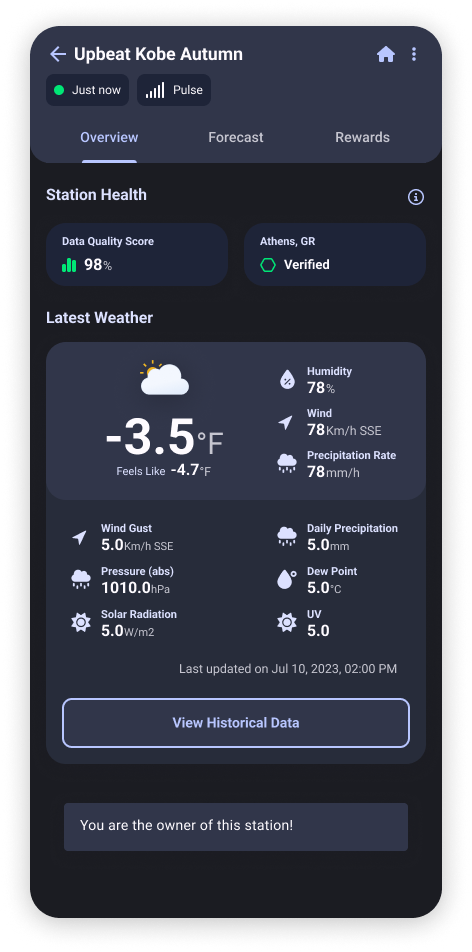 Upbeat Kobe Autumn
Just now
Pulse
Overview
Forecast
Rewards
Station Health
Data Quality Score
98%
Athens, GR
Verified
Latest Weather
-3.5°F
Feels Like -4.7°F
Humidity
78%
Wind
78Km/h SSE
Precipitation Rate
78mm/h
Wind Gust
5.0Km/h SSE
Daily Precipitation
5.0mm
Pressure (abs)
1010.0hPa
Dew Point
5.0°C
Solar Radiation
5.0W/m2
UV
5.0
Last updated on Jul 10, 2023, 02:00 PM
View Historical Data
You are the owner of this station!